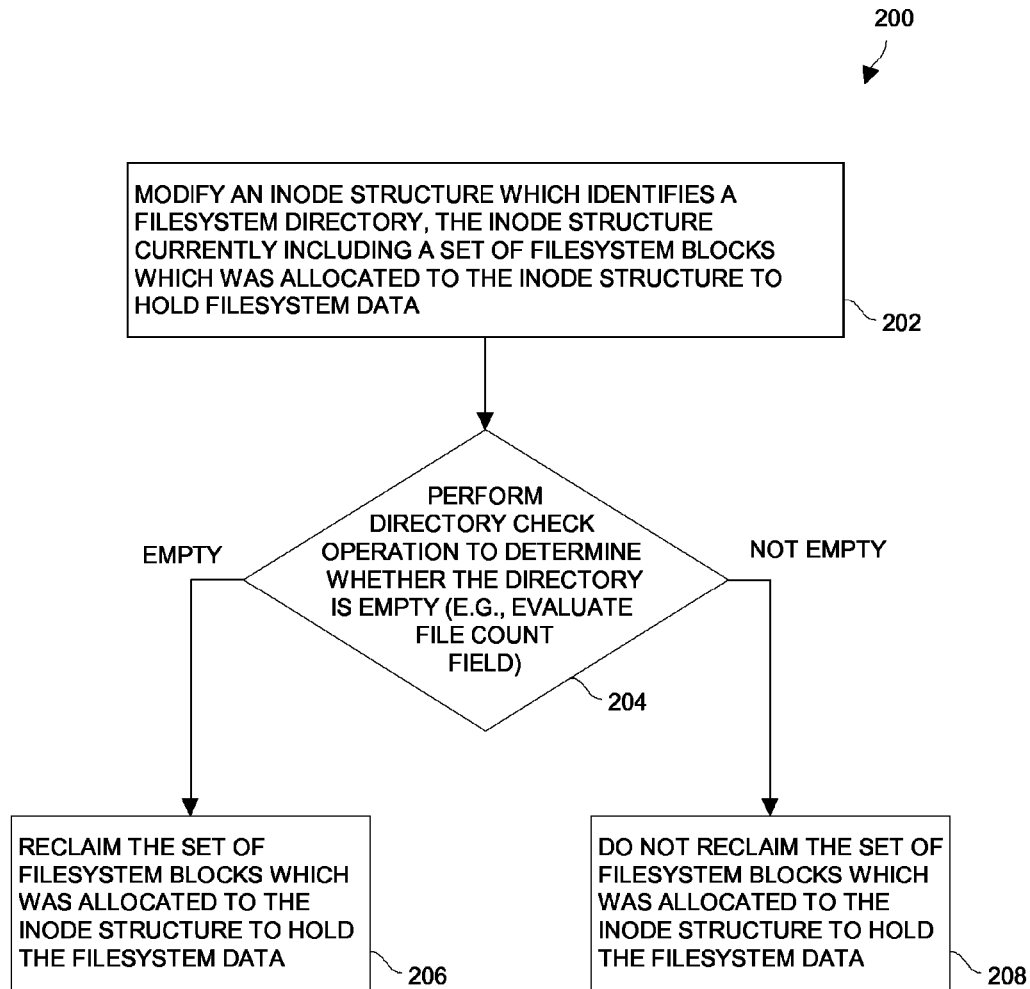 200
MODIFY AN INODE STRUCTURE WHICH IDENTIFIES A
FILESYSTEM DIRECTORY, THE INODE STRUCTURE
CURRENTLY INCLUDING A SET OF FILESYSTEM BLOCKS
WHICH WAS ALLOCATED TO THE INODE STRUCTURE TO
HOLD FILESYSTEM DATA
202
PERFORM
DIRECTORY CHECK
OPERATION TO DETERMINE
WHETHER THE DIRECTORY
IS EMPTY (E.G., EVALUATE
FILE COUNT
FIELD)
204
EMPTY
NOT EMPTY
RECLAIM THE SET OF
FILESYSTEM BLOCKS WHICH
WAS ALLOCATED TO THE
INODE STRUCTURE TO HOLD
THE FILESYSTEM DATA
206
DO NOT RECLAIM THE SET OF
FILESYSTEM BLOCKS WHICH
WAS ALLOCATED TO THE
INODE STRUCTURE TO HOLD
THE FILESYSTEM DATA
208